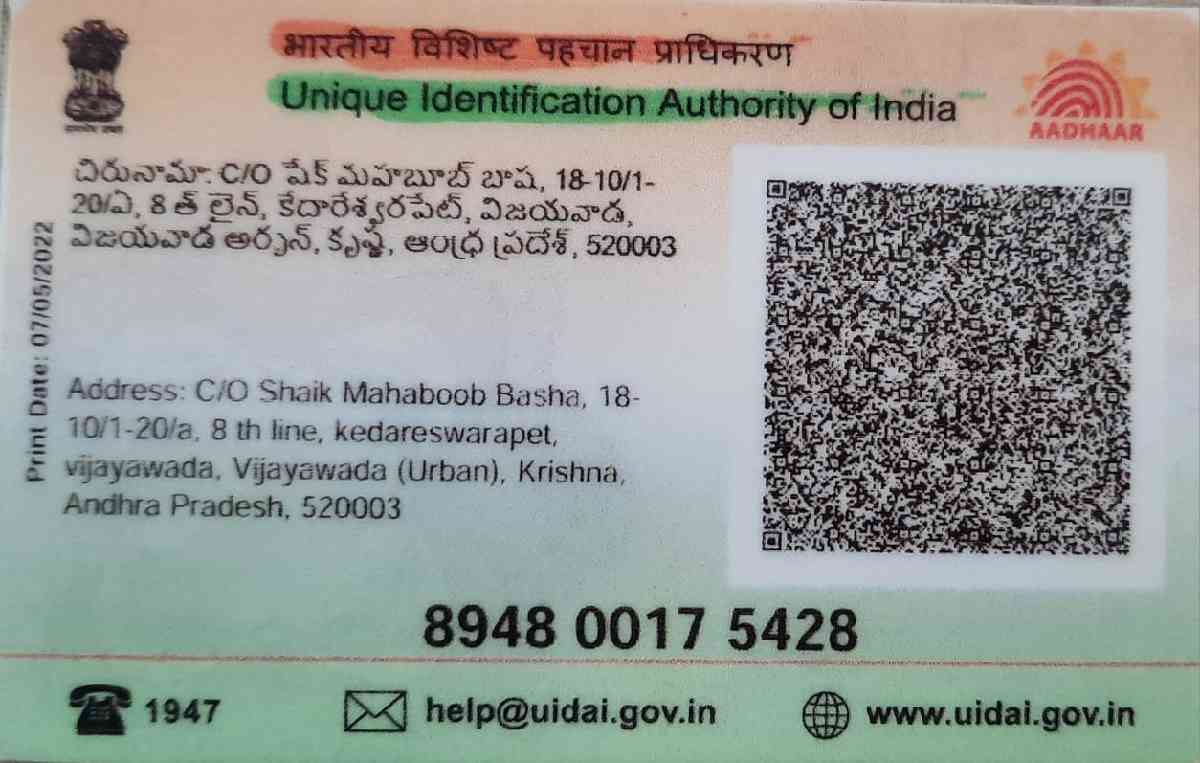 भारतीय विशिष्ट पहचान प्राधिकरण
Unique Identification Authority of India
AADHAAR
చిరునామా: C/O షేక్ మహబూబ్ బాష, 18-10/1-
20/ఏ, 8 త్ లైన్, కేదారేశ్వరపేట్, విజయవాడ,
విజయవాడ అర్బన్, కృష్ణ, ఆంధ్ర ప్రదేశ్, 520003
Print Date: 07/05/2022
Address: C/O Shaik Mahaboob Basha, 18-
10/1-20/a, 8 th line, kedareswarapet,
vijayawada, Vijayawada (Urban), Krishna,
Andhra Pradesh, 520003
8948 0017 5428
1947
help@uidai.gov.in
www.uidai.gov.in